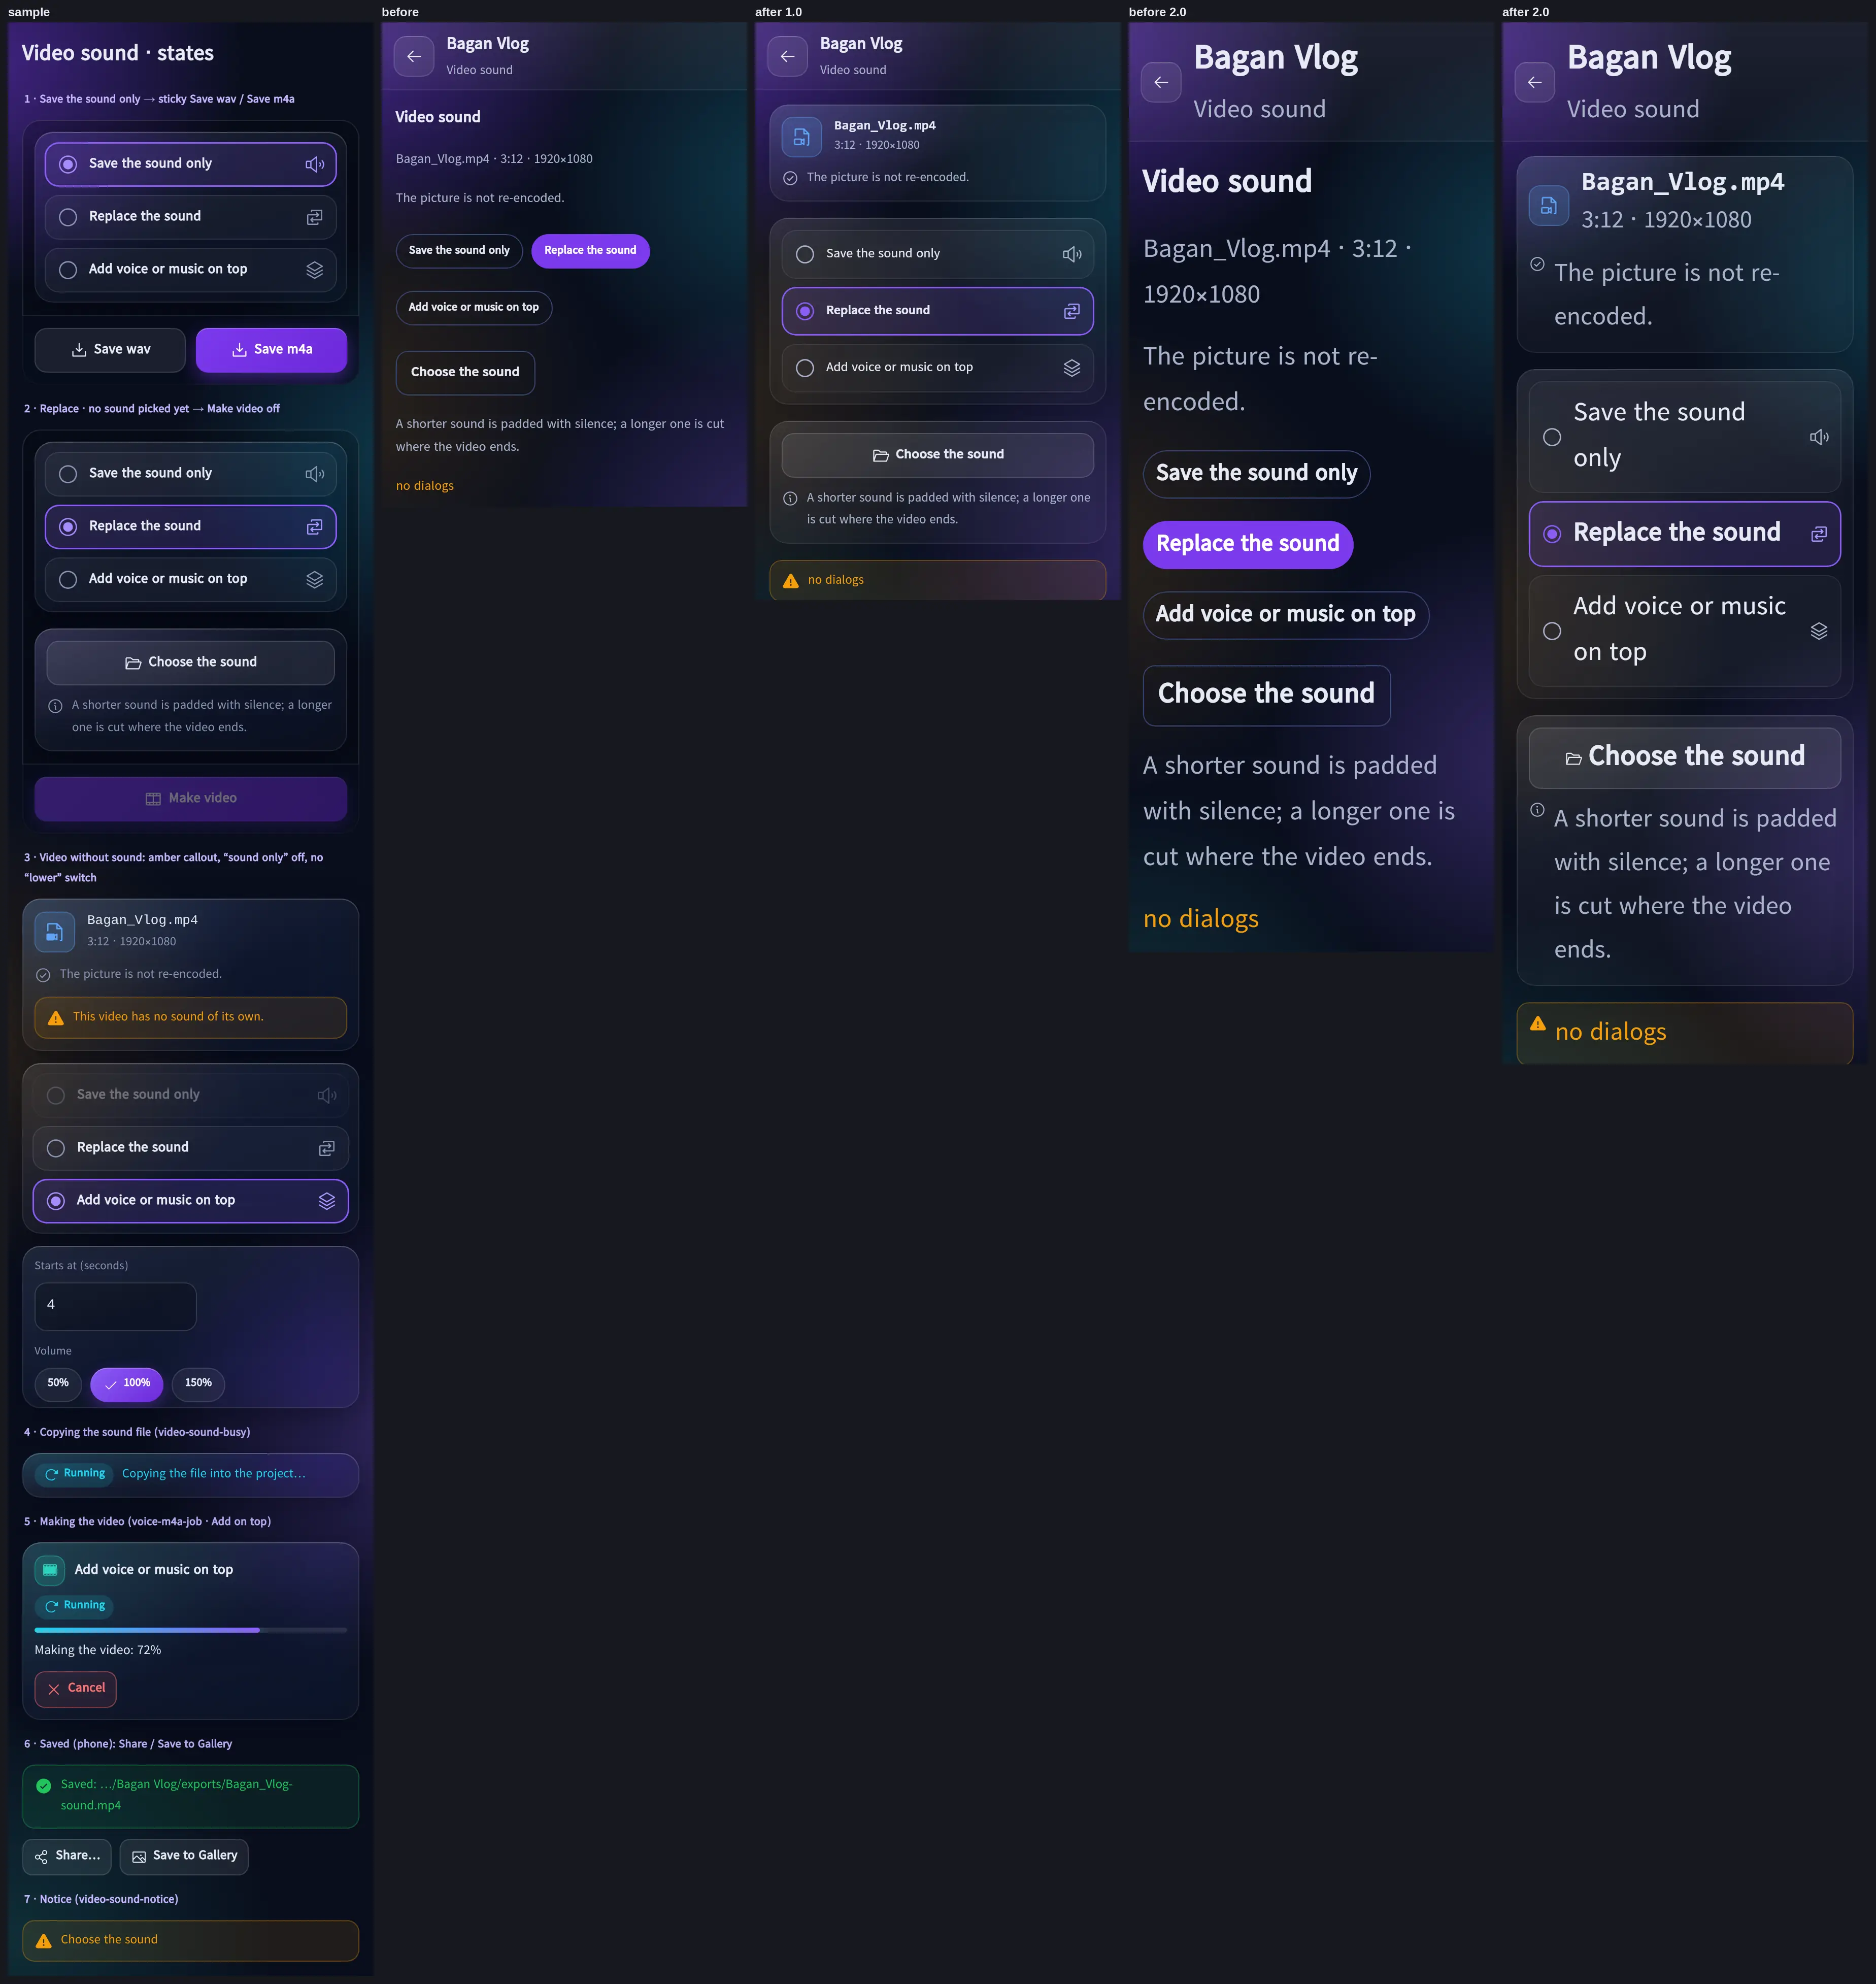 sample
Video sound · states
1 · Save the sound only → sticky Save wav / Save m4a
Save the sound only
Replace the sound
Add voice or music on top
Save wav
Save m4a
2 · Replace · no sound picked yet → Make video off
Save the sound only
Replace the sound
Add voice or music on top
Choose the sound
A shorter sound is padded with silence; a longer
one is cut where the video ends.
Make video
3 · Video without sound: amber callout, “sound only” off, no
“lower” switch
Bagan_Vlog.mp4
3:12 · 1920×1080
The picture is not re-encoded.
This video has no sound of its own.
Save the sound only
Replace the sound
Add voice or music on top
Starts at (seconds)
4
Volume
50%
100%
150%
4 · Copying the sound file (video-sound-busy)
Running
Copying the file into the project…
5 · Making the video (voice-m4a-job · Add on top)
Add voice or music on top
Running
Making the video: 72%
Cancel
6 · Saved (phone): Share / Save to Gallery
Saved: …/Bagan Vlog/exports/Bagan_Vlog-
sound.mp4
Share…
Save to Gallery
7 · Notice (video-sound-notice)
Choose the sound
before
Bagan Vlog
Video sound
Video sound
Bagan_Vlog.mp4 · 3:12 · 1920×1080
The picture is not re-encoded.
Save the sound only
Replace the sound
Add voice or music on top
Choose the sound
A shorter sound is padded with silence; a longer one is cut
where the video ends.
no dialogs
after 1.0
Bagan Vlog
Video sound
Bagan_Vlog.mp4
3:12 · 1920×1080
The picture is not re-encoded.
Save the sound only
Replace the sound
Add voice or music on top
Choose the sound
A shorter sound is padded with silence; a longer one
is cut where the video ends.
no dialogs
before 2.0
Bagan Vlog
Video sound
Video sound
Bagan_Vlog.mp4 · 3:12 ·
1920×1080
The picture is not re-
encoded.
Save the sound only
Replace the sound
Add voice or music on top
Choose the sound
A shorter sound is padded
with silence; a longer one is
cut where the video ends.
no dialogs
after 2.0
Bagan Vlog
Video sound
Bagan_Vlog.mp4
3:12 · 1920×1080
The picture is not re-
encoded.
Save the sound
only
Replace the sound
Add voice or music
on top
Choose the sound
A shorter sound is padded
with silence; a longer one
is cut where the video
ends.
no dialogs